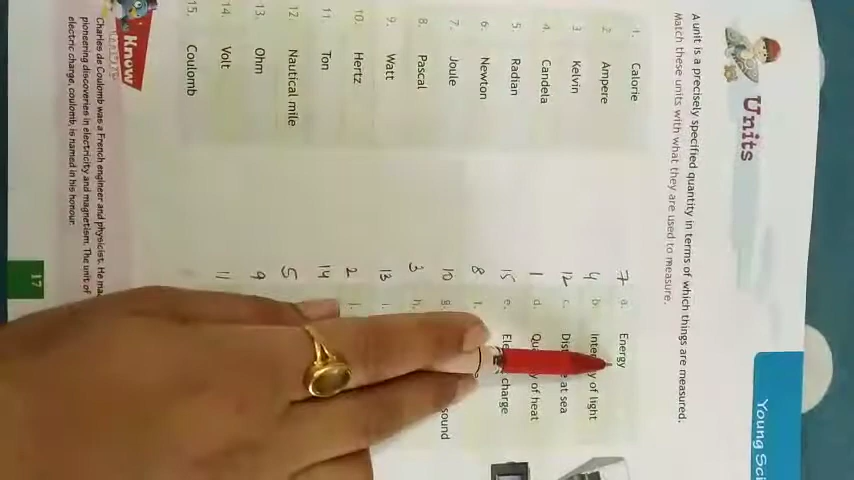 Young Sci
Units
A unit is a precisely specified quantity in terms of which things are measured.
Match these units with what they are used to measure.
1. Calorie 7 a. Energy
2. Ampere 4 b. of light
3. Kelvin 12 c. at sea
4. Candela 1 d. of heat
5. Radian 15 e. charge
6. Newton 8 f.
7. Joule 10 g. sound
8. Pascal 3 h.
9. Watt 13 i.
10. Hertz 2 j.
11. Ton 14
12. Nautical mile 5
13. Ohm 9
14. Volt 11
15. Coulomb
Know
Charles de Coulomb was a French engineer and physicist. He
pioneering discoveries in electricity and magnetism. The unit of
electric charge, coulomb, is named in his honour.
17